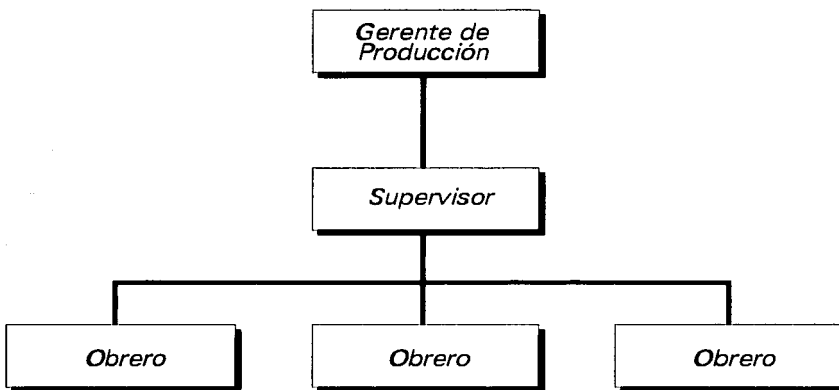 Gerente de
Producción
Supervisor
Obrero
Obrero
Obrero